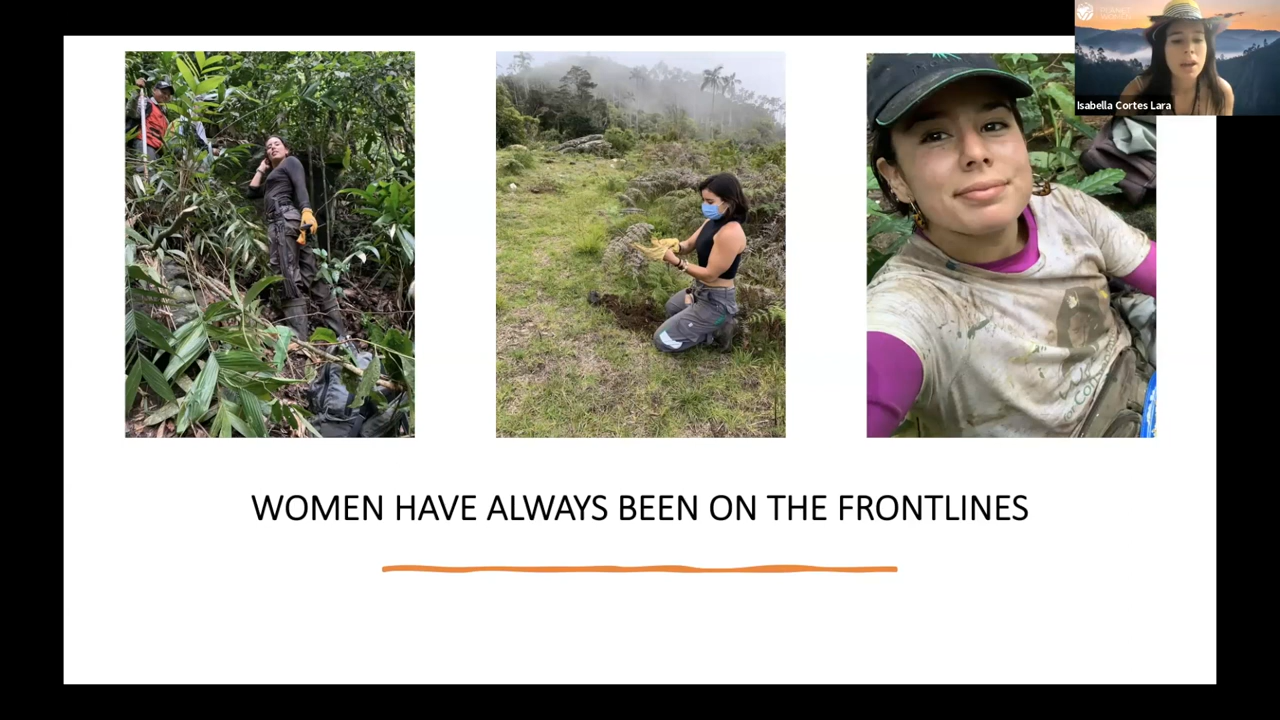 Isabella Cortes Lara
WOMEN HAVE ALWAYS BEEN ON THE FRONTLINES